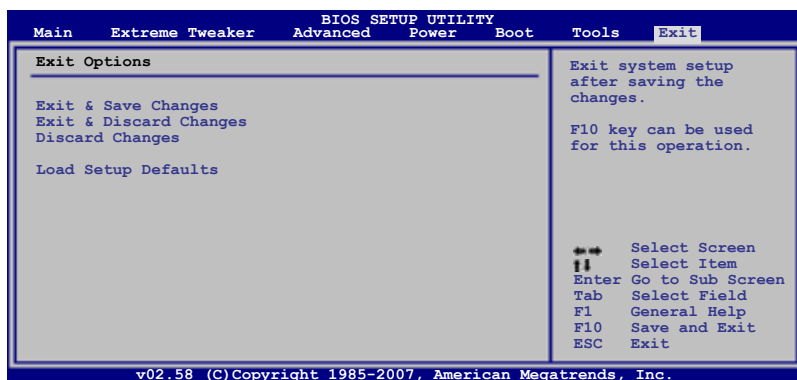 BIOS SETUP UTILITY
Main Extreme Tweaker Advanced Power Boot Tools Exit
Exit Options
Exit & Save Changes
Exit & Discard Changes
Discard Changes
Load Setup Defaults
Exit system setup
after saving the
changes.
F10 key can be used
for this operation.
Select Screen
Select Item
Enter Go to Sub Screen
Tab Select Field
F1 General Help
F10 Save and Exit
ESC Exit
v02.58 (C)Copyright 1985-2007, American Megatrends, Inc.